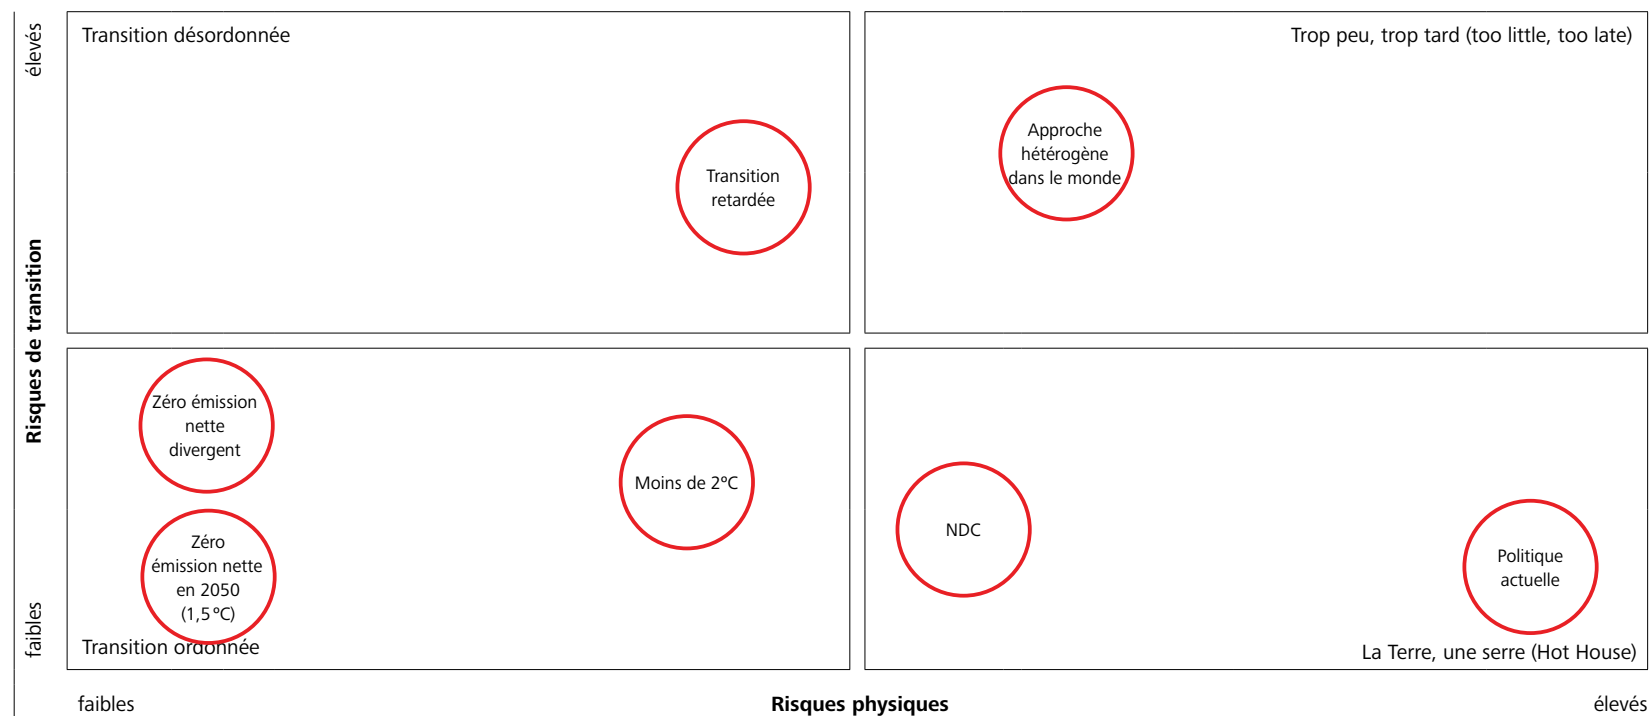 élevés
Risques de transition
faibles
Transition désordonnée
Transition
retardée
Trop peu, trop tard (too little, too late)
Approche
hétérogène
dans le monde
Zéro émission
nette
divergent
Zéro
émission nette
en 2050
(1,5 ºC)
Moins de 2ºC
Transition ordonnée
NDC
Politique
actuelle
La Terre, une serre (Hot House)
faibles
Risques physiques
élevés